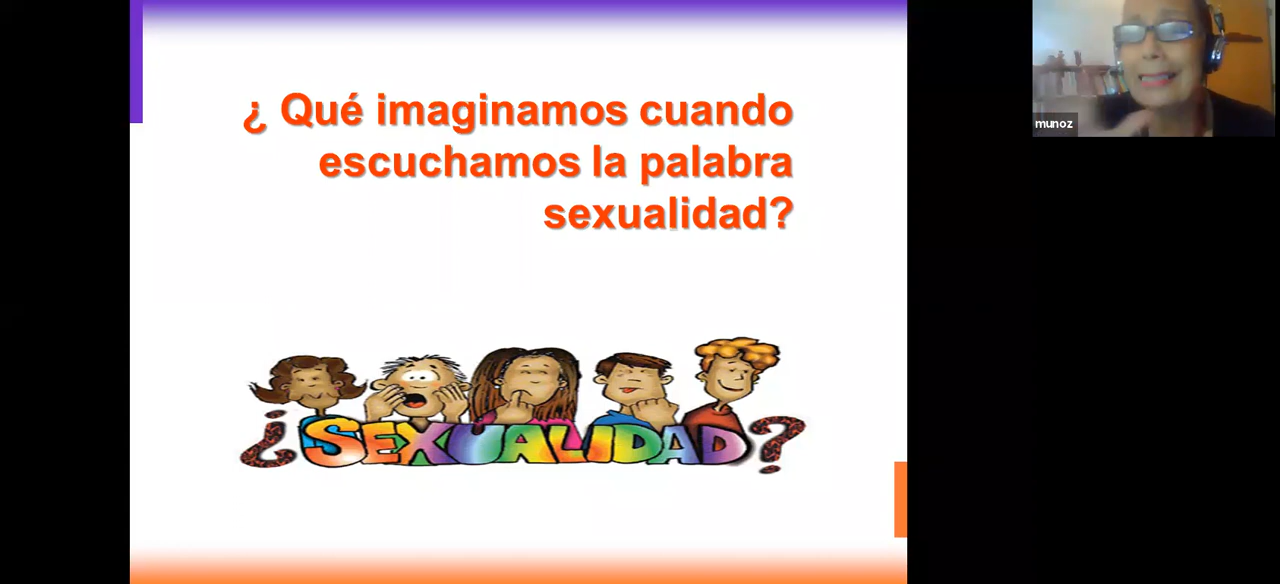 ¿ Qué imaginamos cuando
escuchamos la palabra
sexualidad?
munoz
¿SEXUALIDAD?